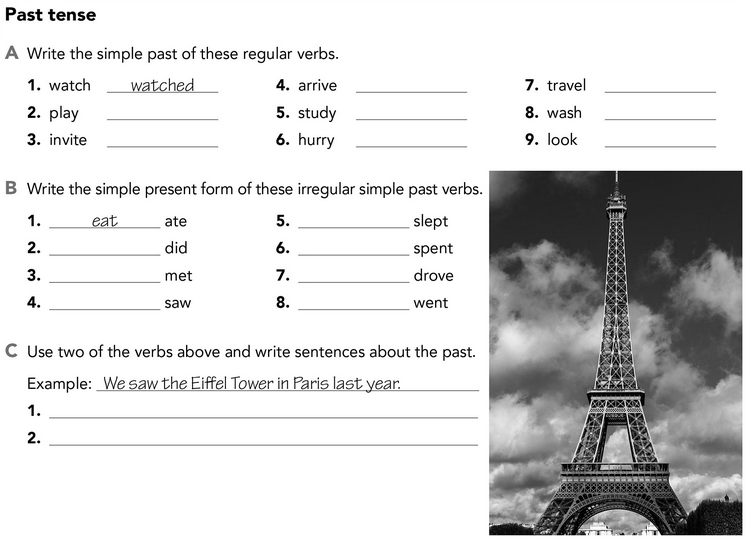 Past tense
A Write the simple past of these regular verbs.
1. watch watched 4. arrive 7. travel
2. play 5. study 8. wash
3. invite 6. hurry 9. look
B Write the simple present form of these irregular simple past verbs.
1. eat ate 5. slept
2. did 6. spent
3. met 7. drove
4. saw 8. went
C Use two of the verbs above and write sentences about the past.
Example: We saw the Eiffel Tower in Paris last year.
1.
2.